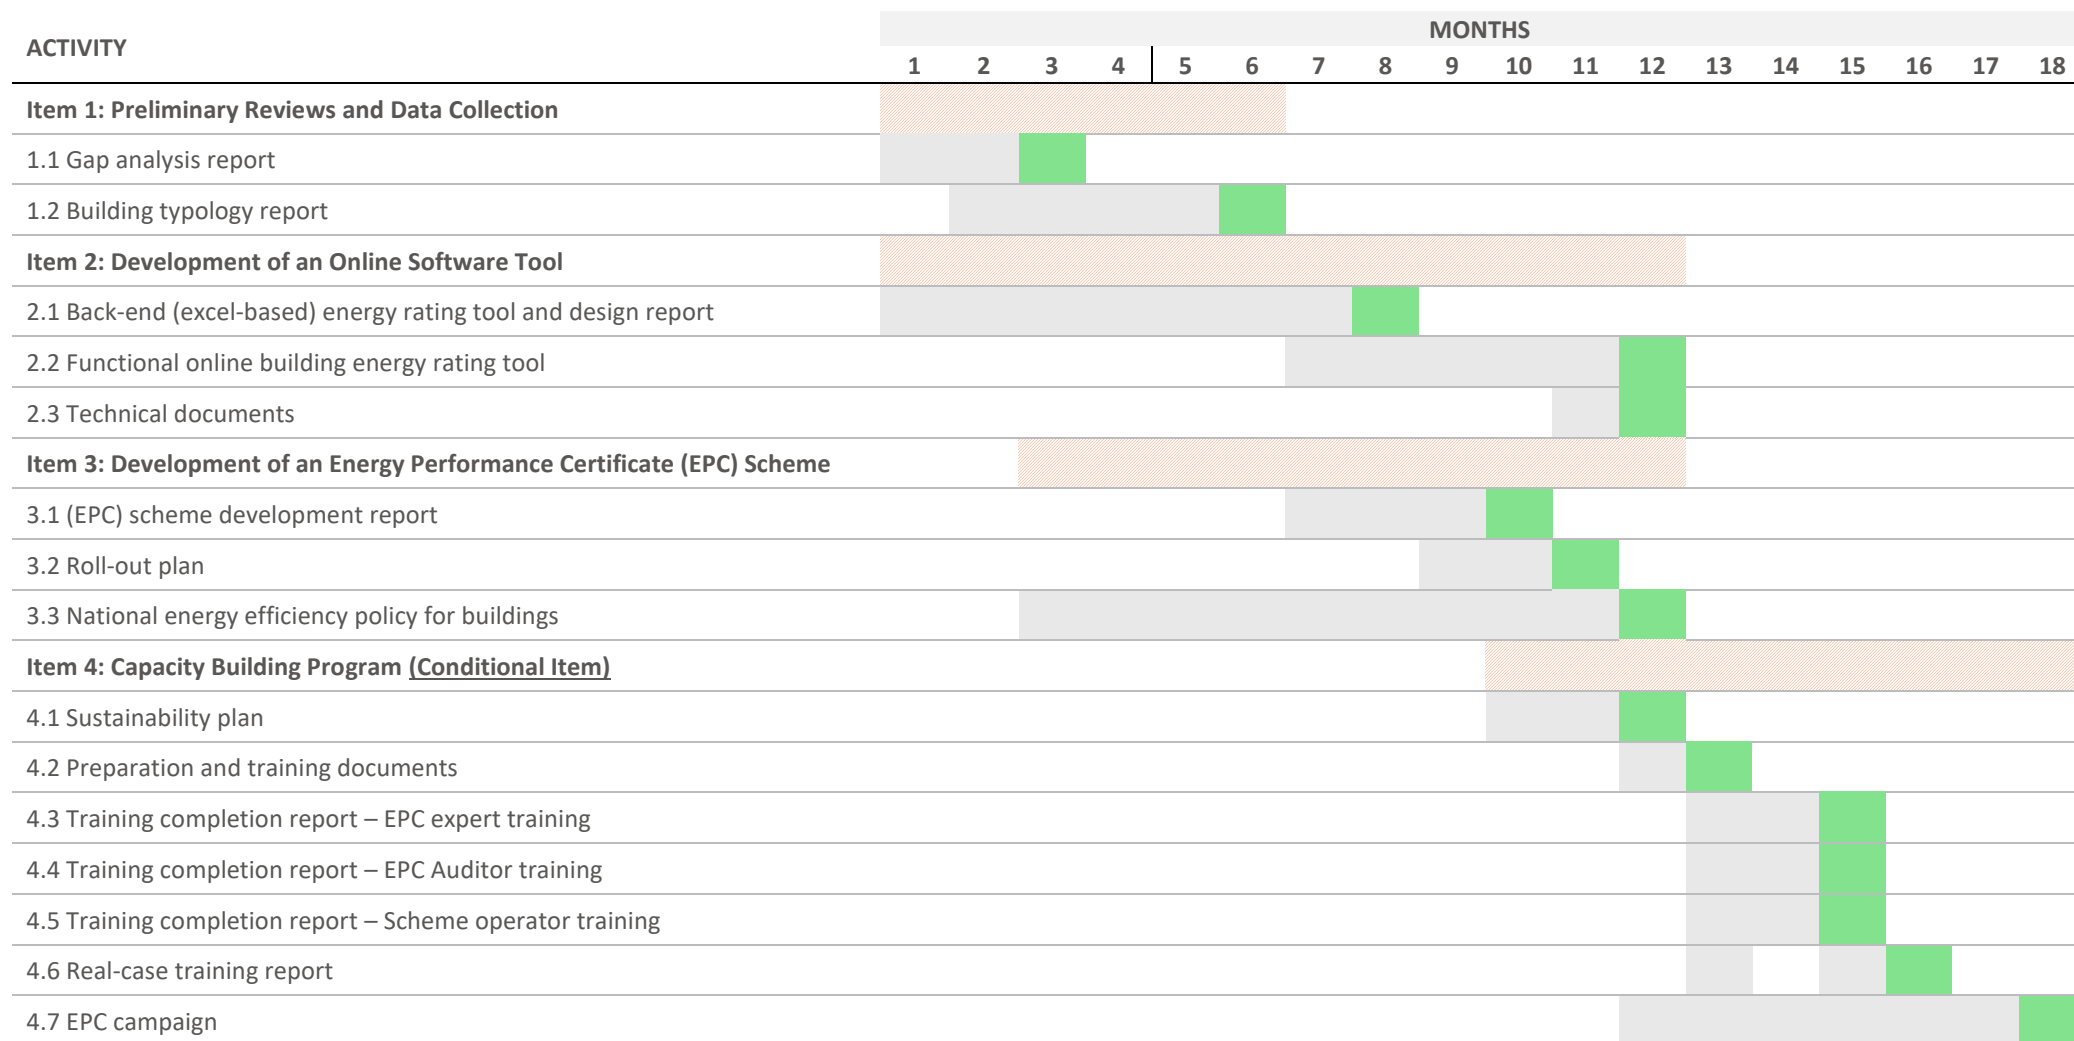 MONTHS
ACTIVITY
1 2 3 4 5 6 7 8 9 10 11 12 13 14 15 16 17 18
Item 1: Preliminary Reviews and Data Collection
1.1 Gap analysis report
1.2 Building typology report
Item 2: Development of an Online Software Tool
2.1 Back-end (excel-based) energy rating tool and design report
2.2 Functional online building energy rating tool
2.3 Technical documents
Item 3: Development of an Energy Performance Certificate (EPC) Scheme
3.1 (EPC) scheme development report
3.2 Roll-out plan
3.3 National energy efficiency policy for buildings
Item 4: Capacity Building Program (Conditional Item)
4.1 Sustainability plan
4.2 Preparation and training documents
4.3 Training completion report – EPC expert training
4.4 Training completion report – EPC Auditor training
4.5 Training completion report – Scheme operator training
4.6 Real-case training report
4.7 EPC campaign